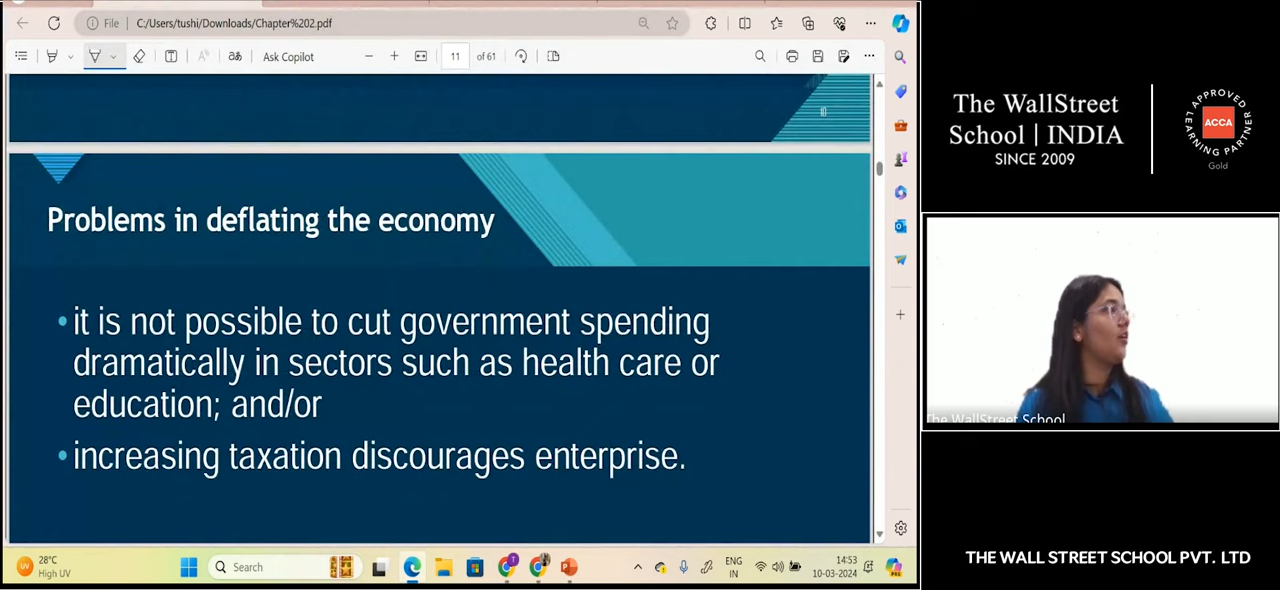 File
C:/Users/tushi/Downloads/Chapter%202.pdf
Ask Copilot
11
of 61
Problems in deflating the economy
•it is not possible to cut government spending
dramatically in sectors such as health care or
education; and/or
•increasing taxation discourages enterprise.
28°C
High UV
Search
ENG
IN
14:53
10-03-2024
The WallStreet
School | INDIA
SINCE 2009
APPROVED
LEARNING PARTNER
ACCA
Gold
The WallStreet School
THE WALL STREET SCHOOL PVT. LTD